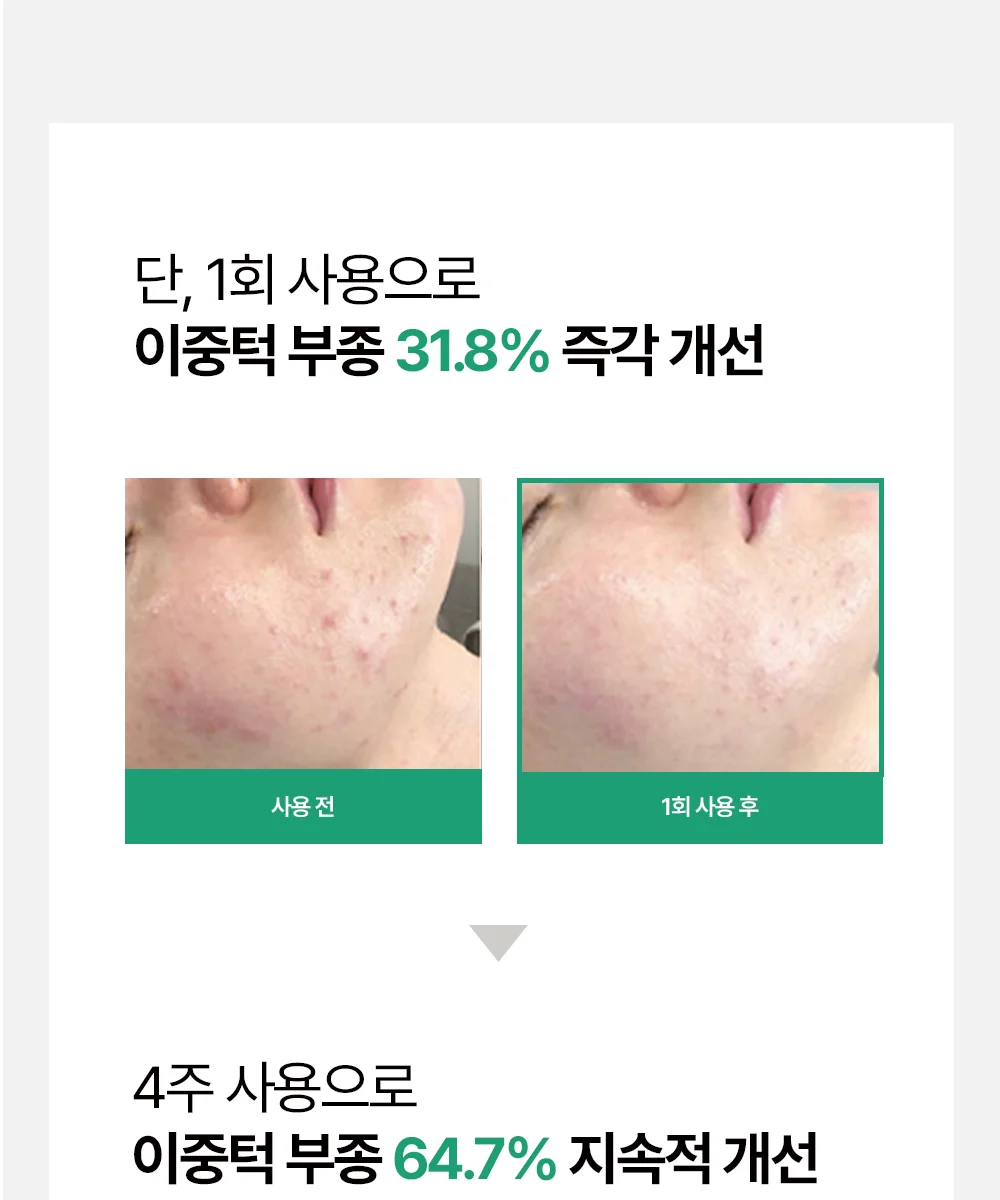 단, 1회 사용으로
이중턱 부종 31.8% 즉각 개선
사용 전
1회 사용 후
4주 사용으로
이중턱 부종 64.7% 지속적 개선